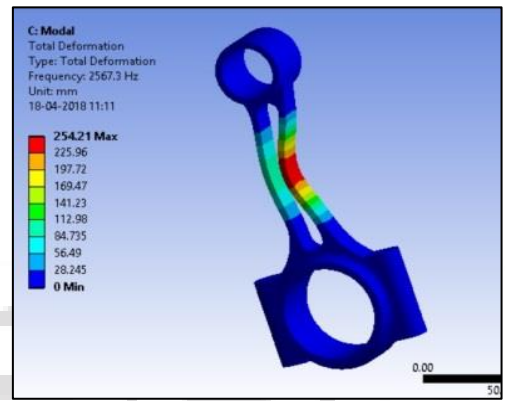 C: Modal
Total Deformation
Type: Total Deformation
Frequency: 2567.3 Hz
Unit: mm
18-04-2018 11:11
254.21 Max
225.96
197.72
169.47
141.23
112.98
84.735
56.49
28.245
0 Min
0.00
50.